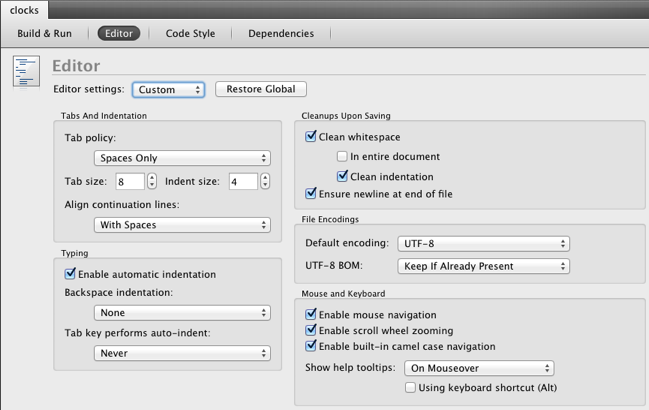 clocks
Build & Run
Editor
Code Style
Dependencies
Editor
Editor settings: Custom Restore Global
Tabs And Indentation
Tab policy:
Spaces Only
Tab size: 8 Indent size: 4
Align continuation lines:
With Spaces
Typing
Enable automatic indentation
Backspace indentation:
None
Tab key performs auto-indent:
Never
Cleanups Upon Saving
Clean whitespace
In entire document
Clean indentation
Ensure newline at end of file
File Encodings
Default encoding: UTF-8
UTF-8 BOM: Keep If Already Present
Mouse and Keyboard
Enable mouse navigation
Enable scroll wheel zooming
Enable built-in camel case navigation
Show help tooltips: On Mouseover
Using keyboard shortcut (Alt)